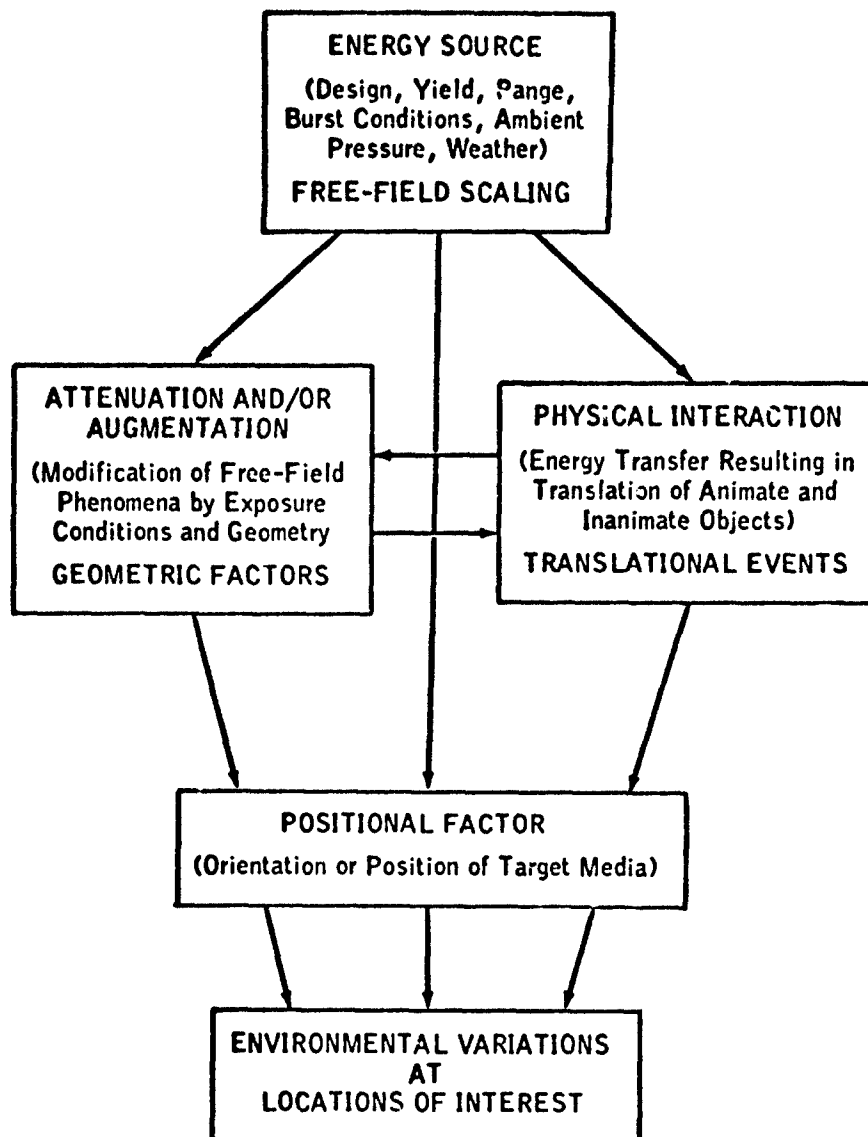 ENERGY SOURCE
(Design, Yield, Range,
Burst Conditions, Ambient
Pressure, Weather)
FREE-FIELD SCALING
ATTENUATION AND/OR
AUGMENTATION
(Modification of Free-Field
Phenomena by Exposure
Conditions and Geometry
GEOMETRIC FACTORS
PHYSICAL INTERACTION
(Energy Transfer Resulting in
Translation of Animate and
Inanimate Objects)
TRANSLATIONAL EVENTS
POSITIONAL FACTOR
(Orientation or Position of Target Media)
ENVIRONMENTAL VARIATIONS
AT
LOCATIONS OF INTEREST